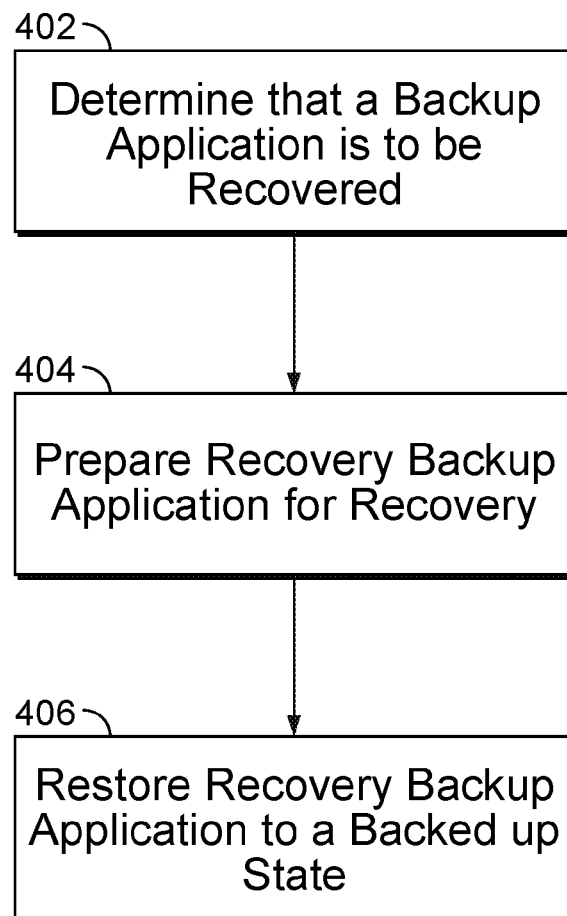 402
Determine that a Backup
Application is to be
Recovered
404
Prepare Recovery Backup
Application for Recovery
406
Restore Recovery Backup
Application to a Backed up
State